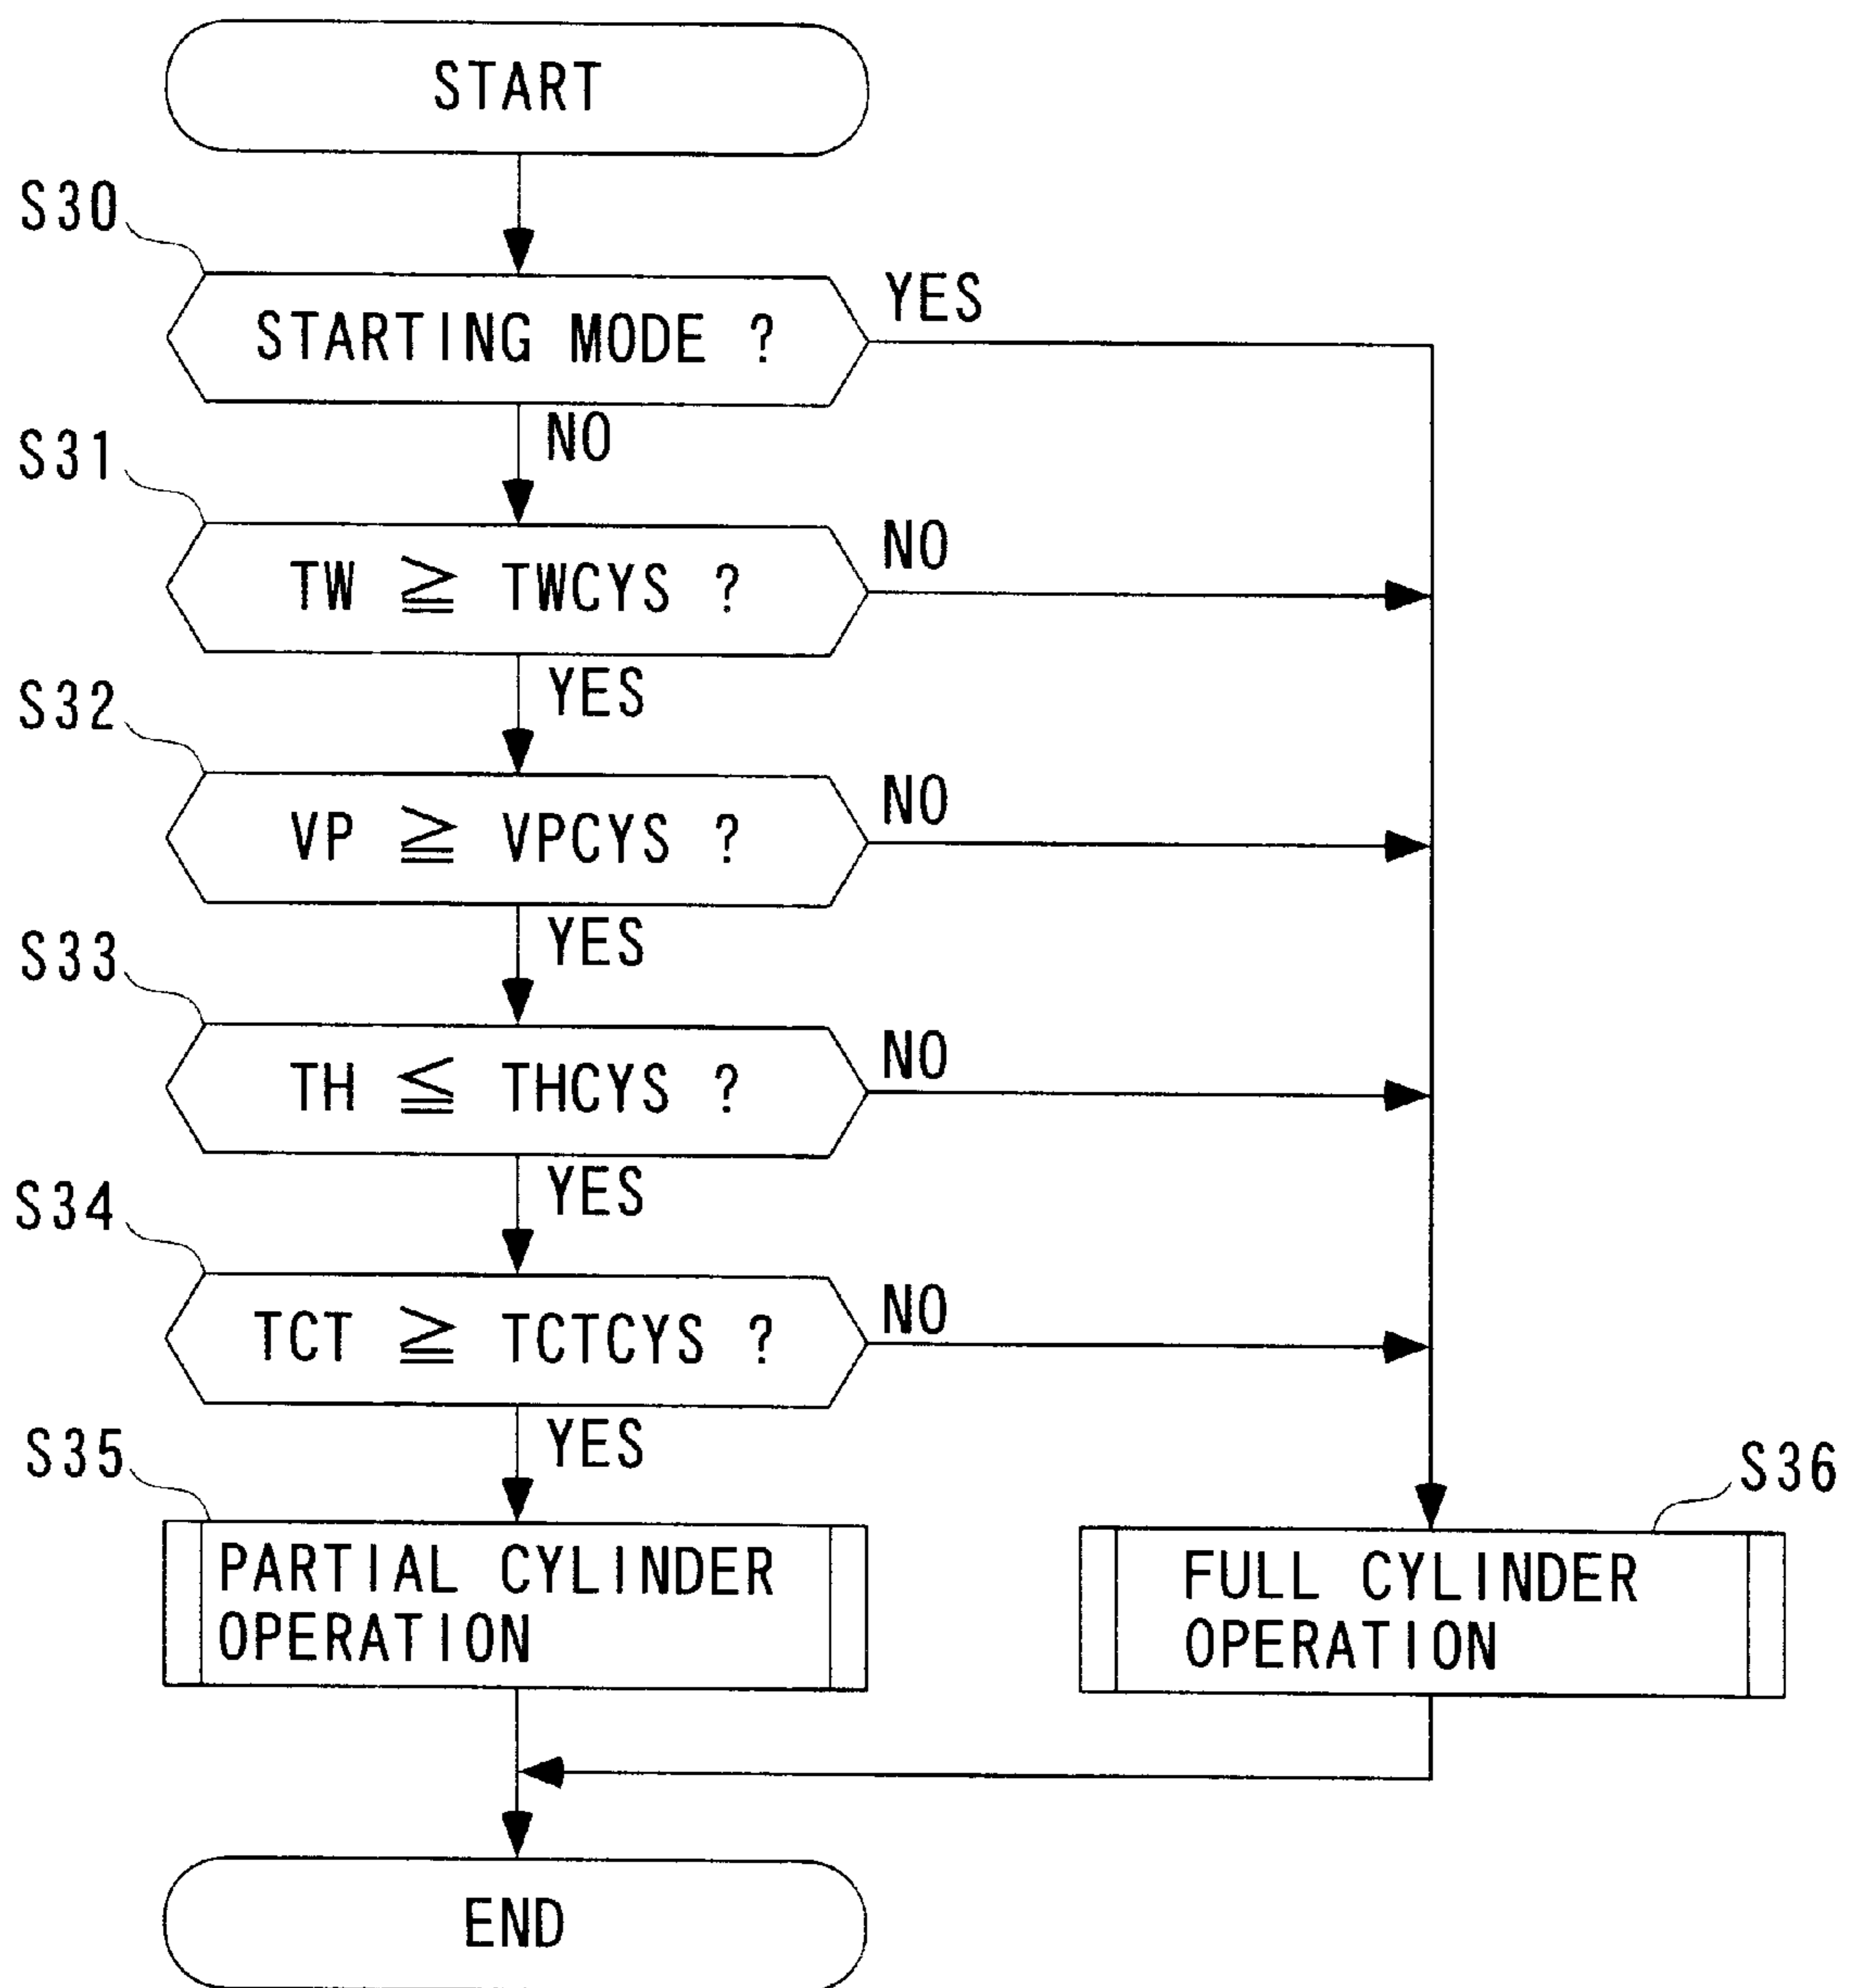 START
S30
STARTING MODE ?
YES
NO
S31
TW ≧ TWCYS ?
NO
YES
S32
VP ≧ VPCYS ?
NO
YES
S33
TH ≦ THCYS ?
NO
YES
S34
TCT ≧ TCTCYS ?
NO
YES
S35
PARTIAL CYLINDER
OPERATION
S36
FULL CYLINDER
OPERATION
END